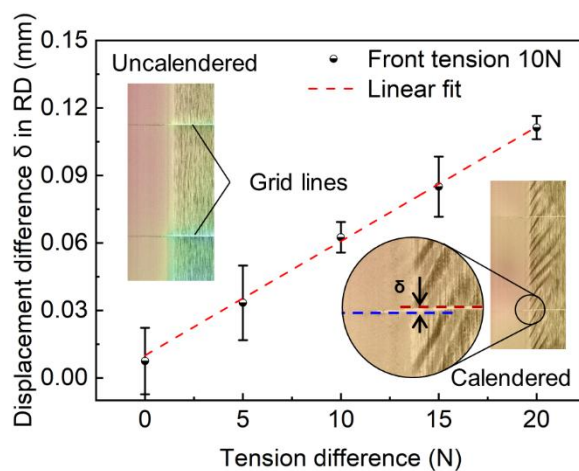 Displacement difference δ in RD (mm)
0.15
0.12
0.09
0.06
0.03
0.00
Uncalendered
Front tension 10N
Linear fit
Grid lines
δ
Calendered
0 5 10 15 20
Tension difference (N)